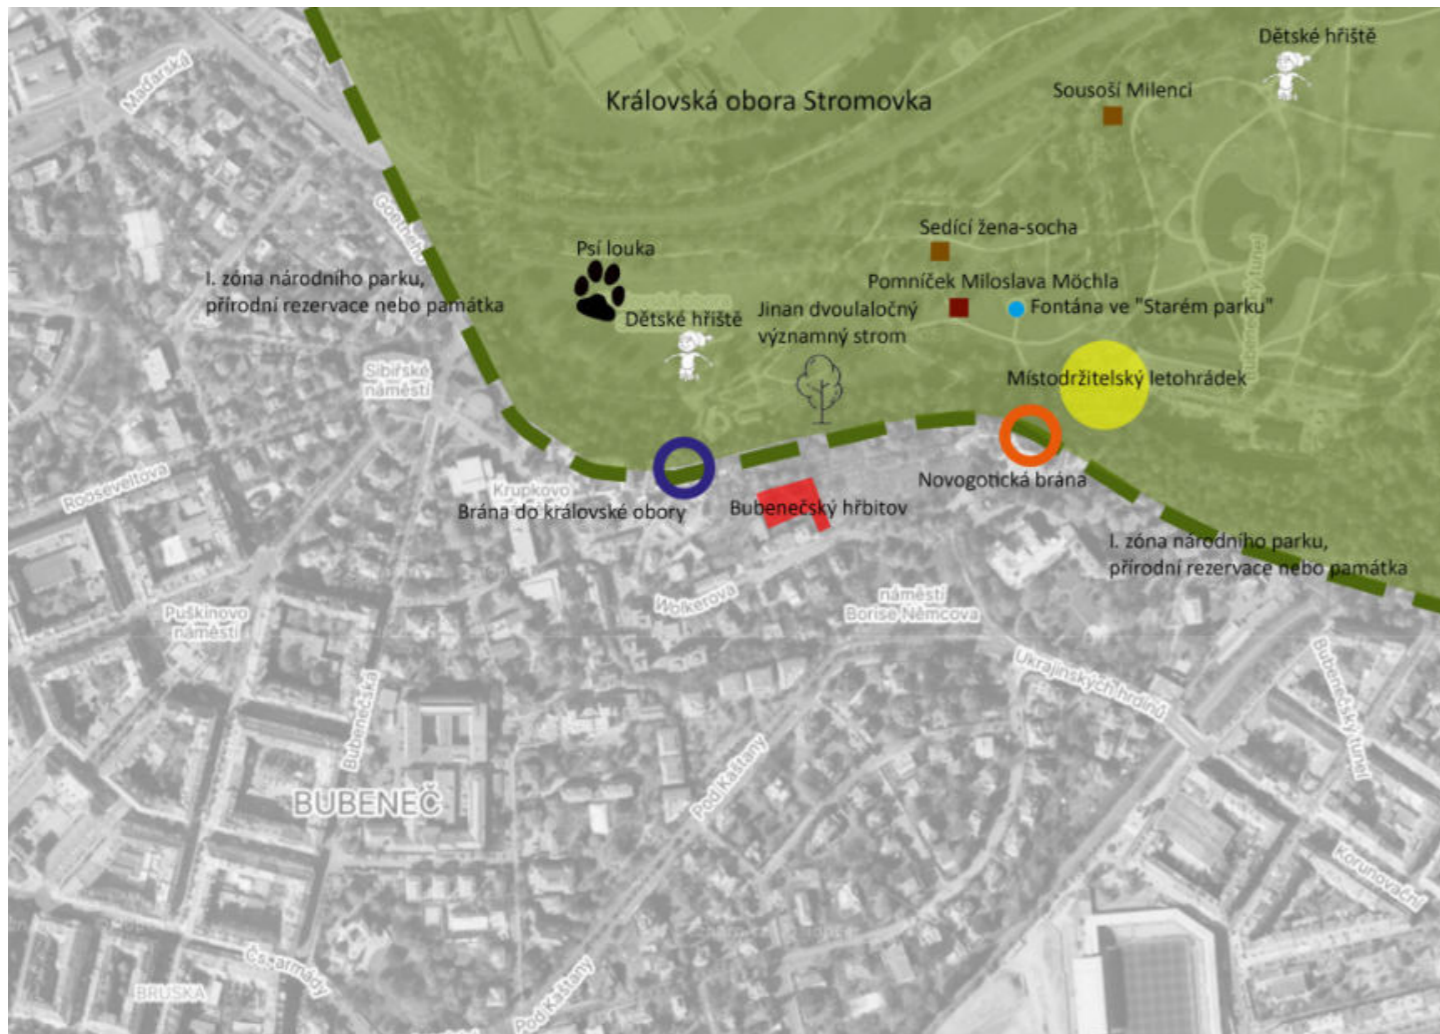 Dětské hřiště
Maďarská
Sousoší Milenci
Královská obora Stromovka
Goetheho
Sedící žena-socha
Psí louka
I. zóna národního parku,
přírodní rezervace nebo památka
Pomníček Miloslava Möchla
Fontána ve "Starém parku"
Dětské hřiště
Jinan dvoulaločný
významný strom
Bubenečský tunel
Sibiřské
náměstí
Místodržitelský letohrádek
Rooseveltova
Krupkovo
Brána do královské obory
Bubenečský hřbitov
Novogotická brána
I. zóna národního parku,
přírodní rezervace nebo památka
Wolkerova
náměstí
Borise Němcova
Puškinovo
náměstí
Ukrajinských hrdinů
Bubenečský tunel
Bubenečská
Pod Kaštany
BUBENEČ
Korunovační
Čs. armády
BRUSKA
Pod Kaštany